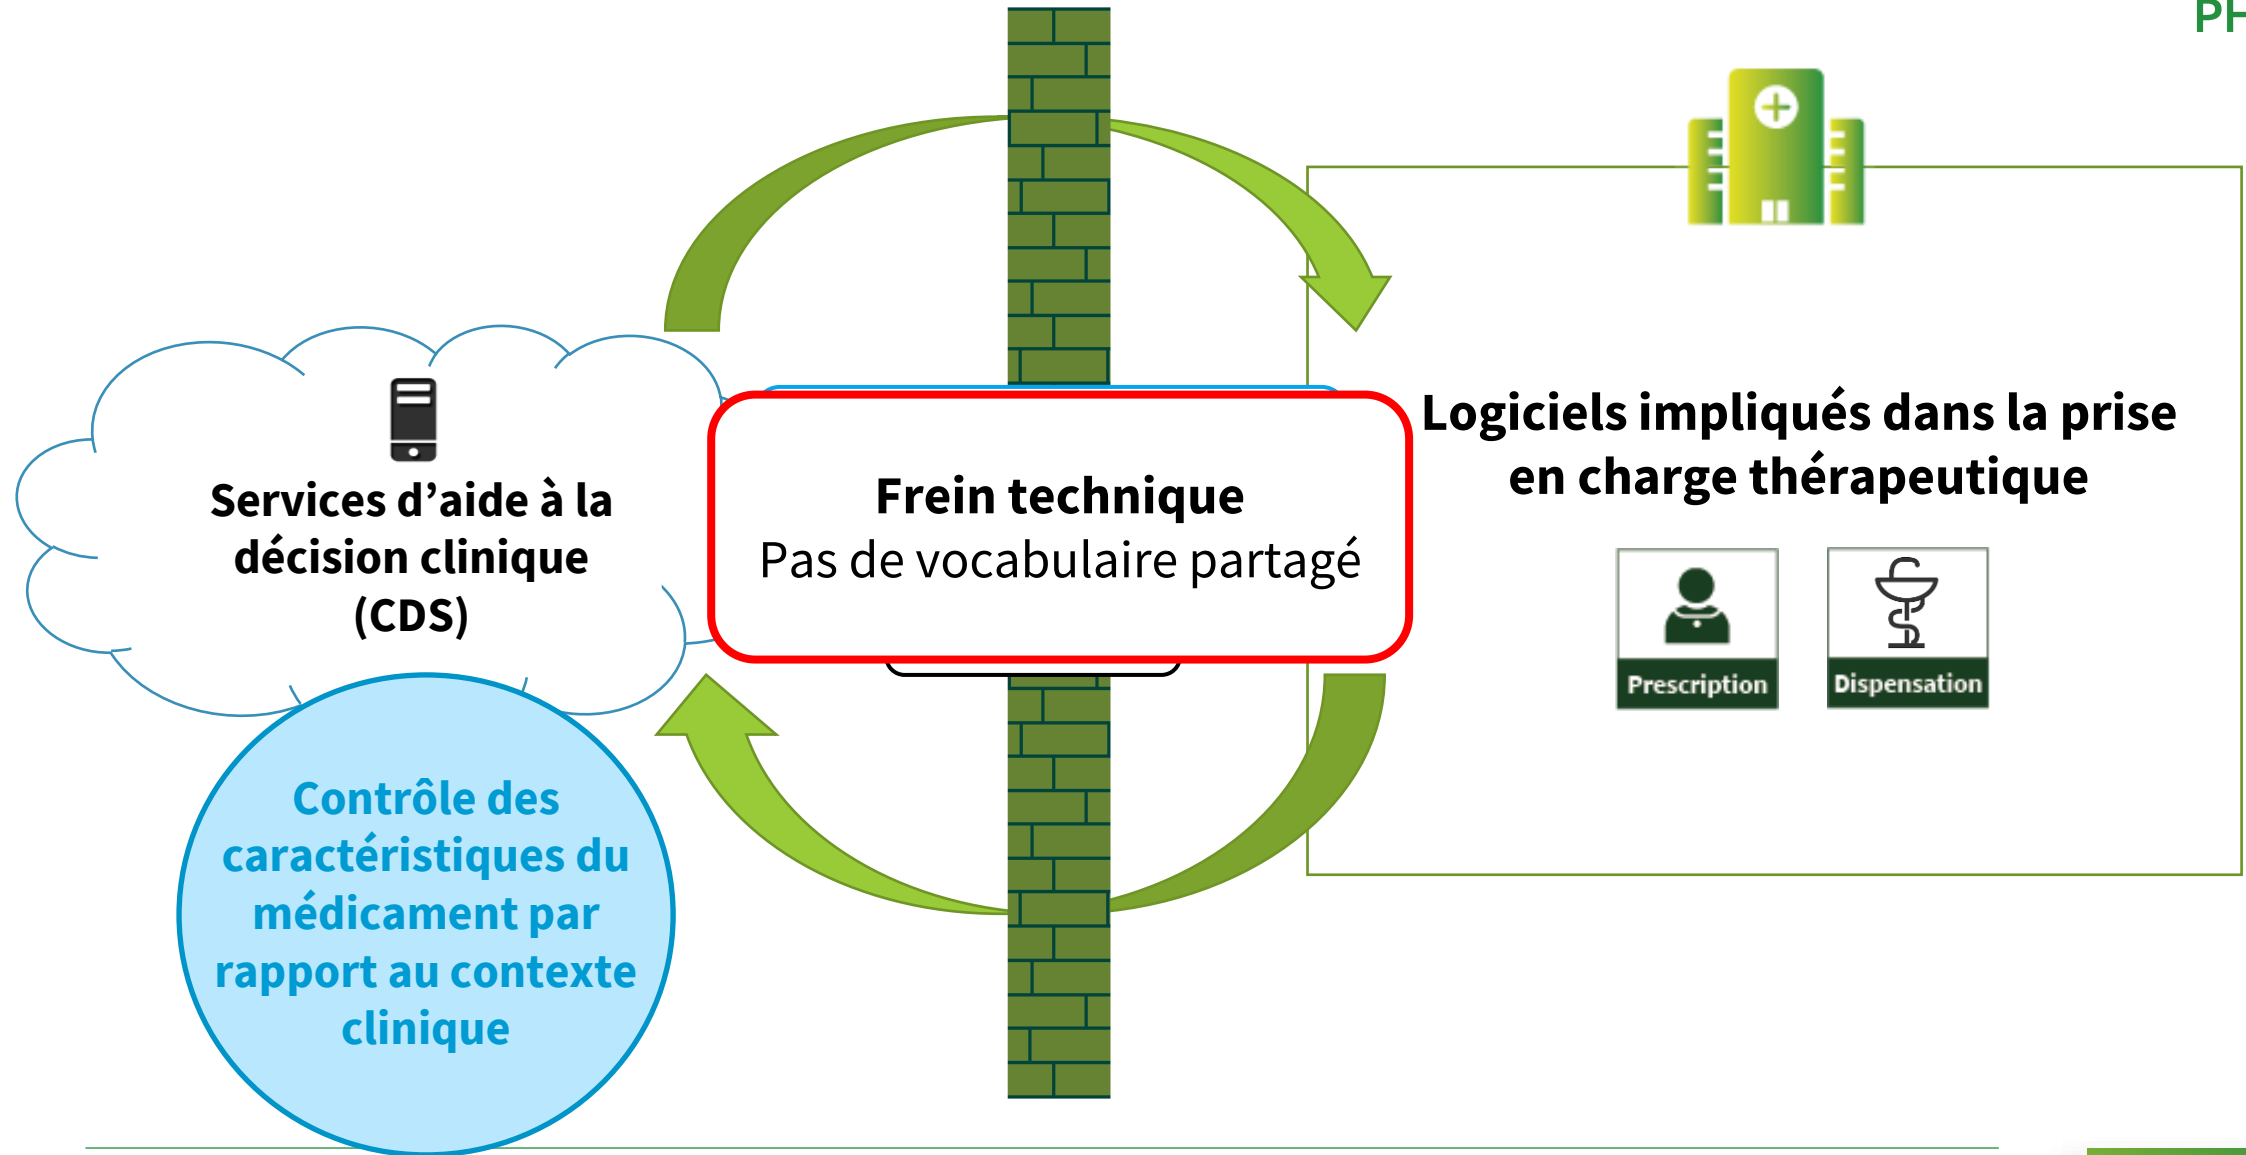 Services d’aide à la
décision clinique
(CDS)
Contrôle des
caractéristiques du
médicament par
rapport au contexte
clinique
Frein technique
Pas de vocabulaire partagé
Logiciels impliqués dans la prise
en charge thérapeutique
Prescription
Dispensation